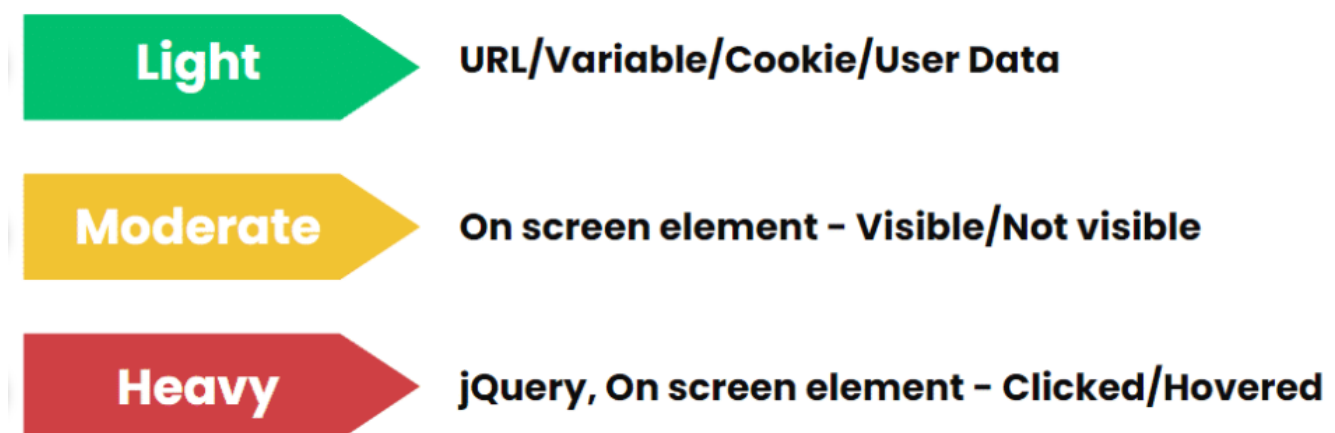 Light
URL/Variable/Cookie/User Data
Moderate
On screen element - Visible/Not visible
Heavy
jQuery, On screen element - Clicked/Hovered